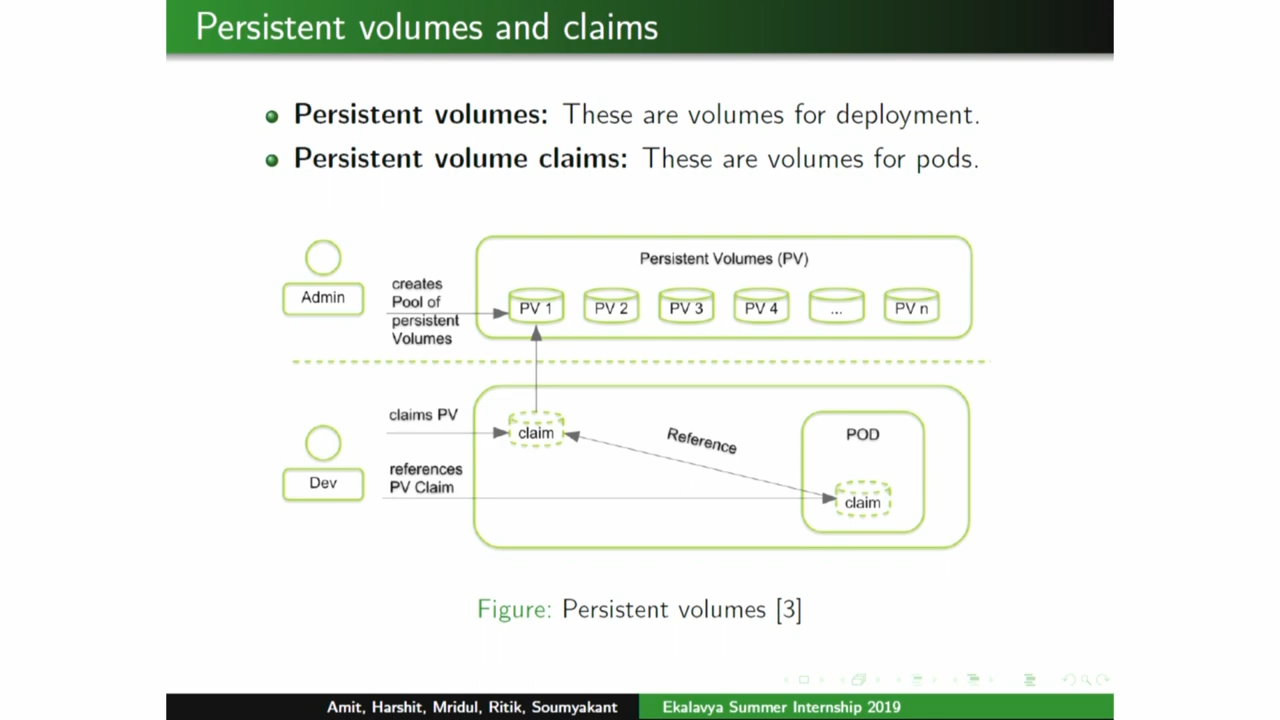 Persistent volumes and claims
Persistent volumes: These are volumes for deployment.
Persistent volume claims: These are volumes for pods.
Persistent Volumes (PV)
Admin
creates
Pool of
persistent
Volumes
PV 1
PV 2
PV 3
PV 4
...
PV n
claims PV
claim
Reference
POD
Dev
references
PV Claim
claim
Figure: Persistent volumes [3]
Amit, Harshit, Mridul, Ritik, Soumyakant
Ekalavya Summer Internship 2019